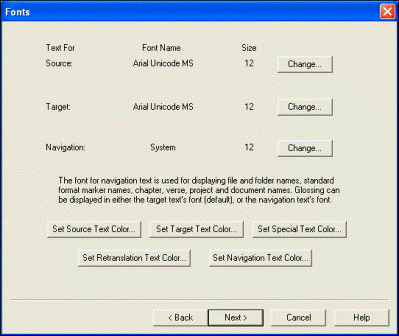 Fonts
Text For Font Name Size
Source: Arial Unicode MS 12 Change...
Target: Arial Unicode MS 12 Change...
Navigation: System 12 Change...
The font for navigation text is used for displaying file and folder names, standard
format marker names, chapter, verse, project and document names. Glossing can
be displayed in either the target text's font (default), or the navigation text's font.
Set Source Text Color... Set Target Text Color... Set Special Text Color...
Set Retranslation Text Color... Set Navigation Text Color...
< Back Next > Cancel Help